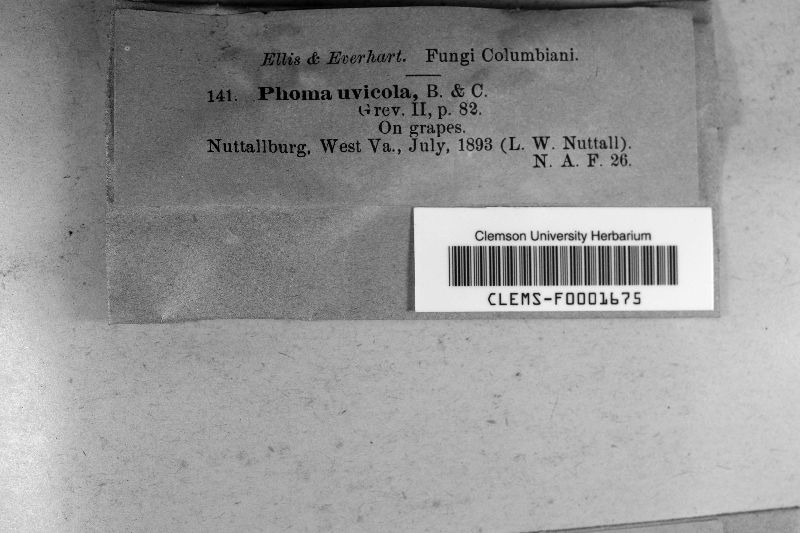 Ellis & Everhart. Fungi Columbiani.
141. Phoma uvicola, B. & C.
Grev. II, p. 82.
On grapes.
Nuttallburg, West Va., July, 1893 (L. W. Nuttall).
N. A. F. 26.
Clemson University Herbarium
CLEMS-F0001675